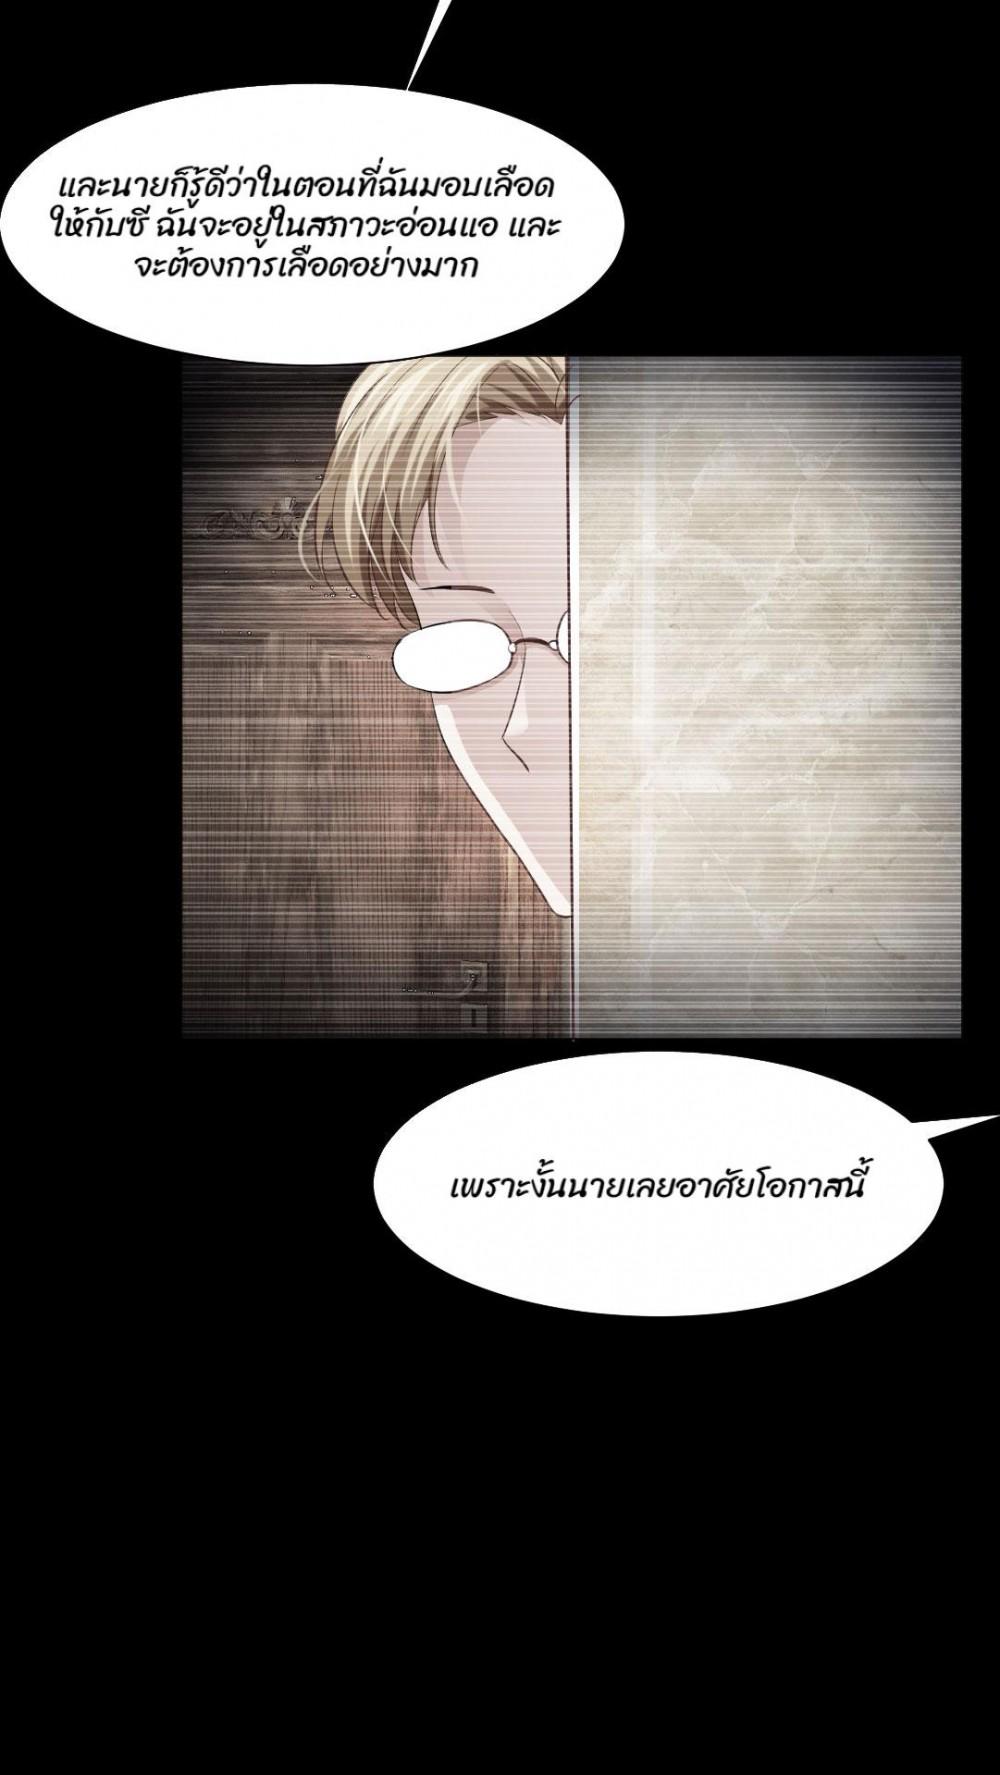 และนายก็รู้ดีว่าในตอนที่ฉันมอบเลือด
ให้กับซี ฉันจะอยู่ในสภาวะอ่อนแอ และ
จะต้องการเลือดอย่างมาก
เพราะงั้นนายเลยอาศัยโอกาสนี้